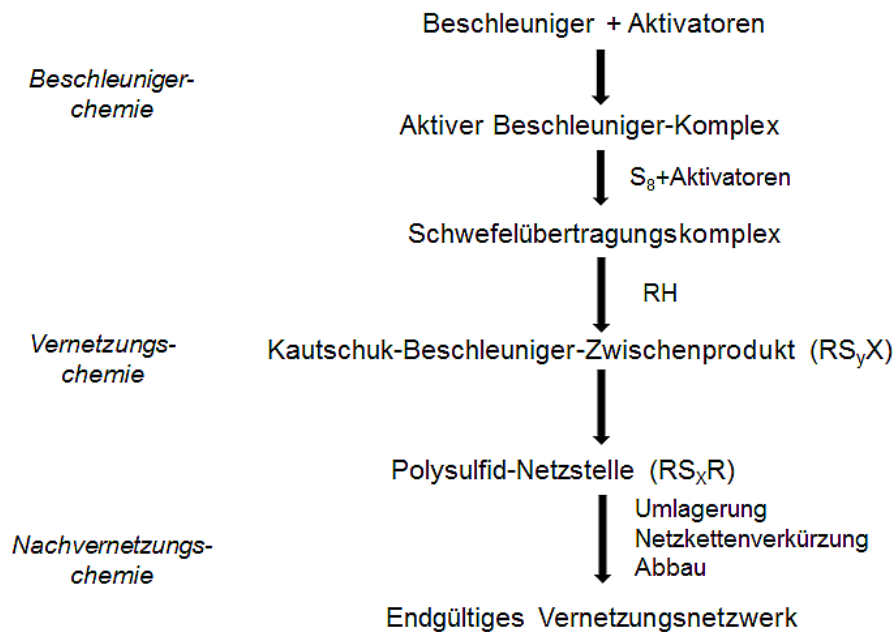 Beschleuniger + Aktivatoren
Beschleuniger-
chemie
Aktiver Beschleuniger-Komplex
S₈+Aktivatoren
Schwefelübertragungskomplex
RH
Vernetzungs-
chemie
Kautschuk-Beschleuniger-Zwischenprodukt (RSᵧX)
Polysulfid-Netzstelle (RSₓR)
Umlagerung
Netzkettenverkürzung
Abbau
Nachvernetzungs-
chemie
Endgültiges Vernetzungsnetzwerk